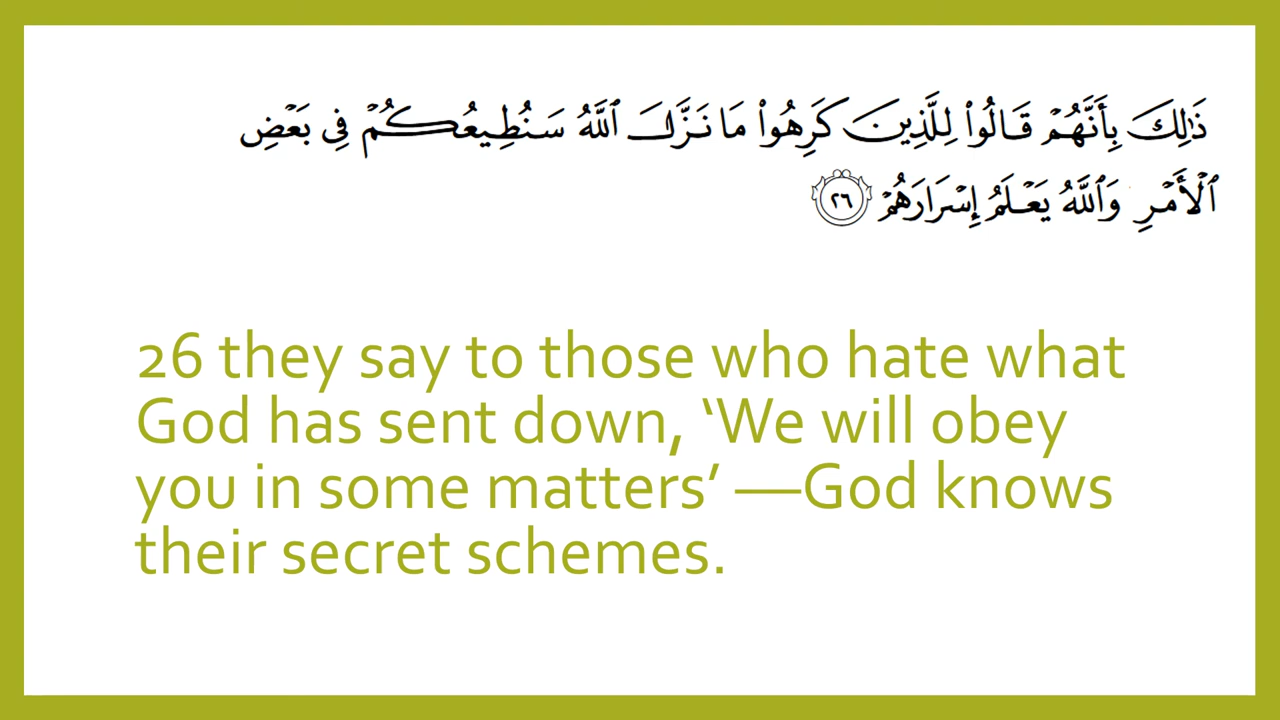 ذَٰلِكَ بِأَنَّهُمْ قَالُوا۟ لِلَّذِينَ كَرِهُوا۟ مَا نَزَّلَ ٱللَّهُ سَنُطِيعُكُمْ فِى بَعْضِ
ٱلْأَمْرِ وَٱللَّهُ يَعْلَمُ إِسْرَارَهُمْ ٢٦
26 they say to those who hate what
God has sent down, ‘We will obey
you in some matters’ —God knows
their secret schemes.